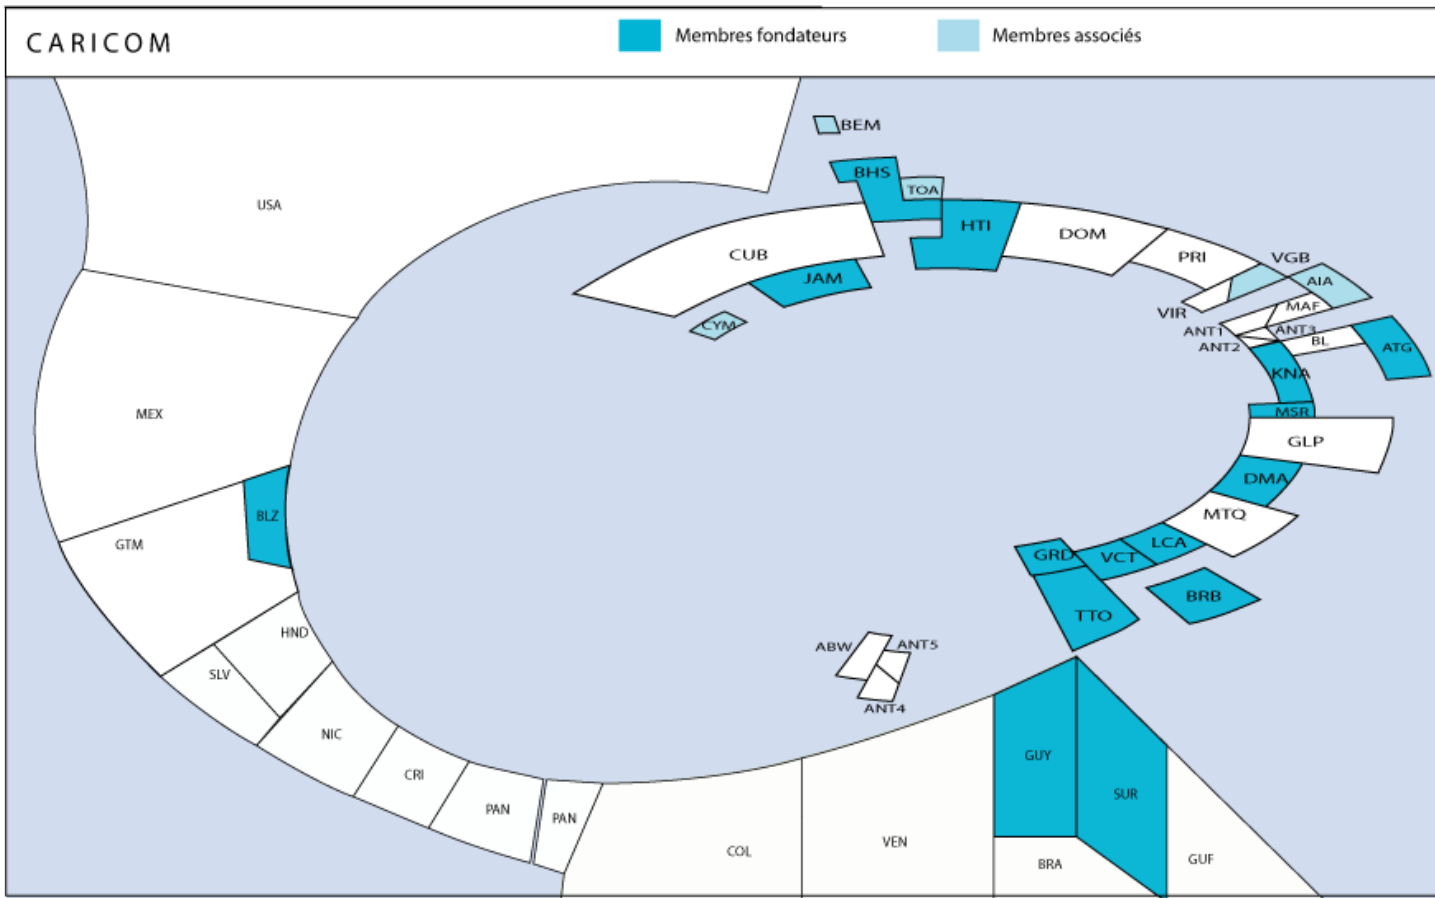 CARICOM
Membres fondateurs
Membres associés
BEM
BHS
TOA
USA
HTI
DOM
CUB
PRI
VGB
JAM
AIA
MAF
VIR
CYM
ANT1
ANT3
ANT2
BL
ATG
KNA
MEX
MSR
GLP
DMA
BLZ
MTQ
GTM
LCA
GRD
VCT
BRB
TTO
HND
ABW
ANT5
SLV
ANT4
NIC
GUY
CRI
SUR
PAN
PAN
VEN
COL
GUF
BRA